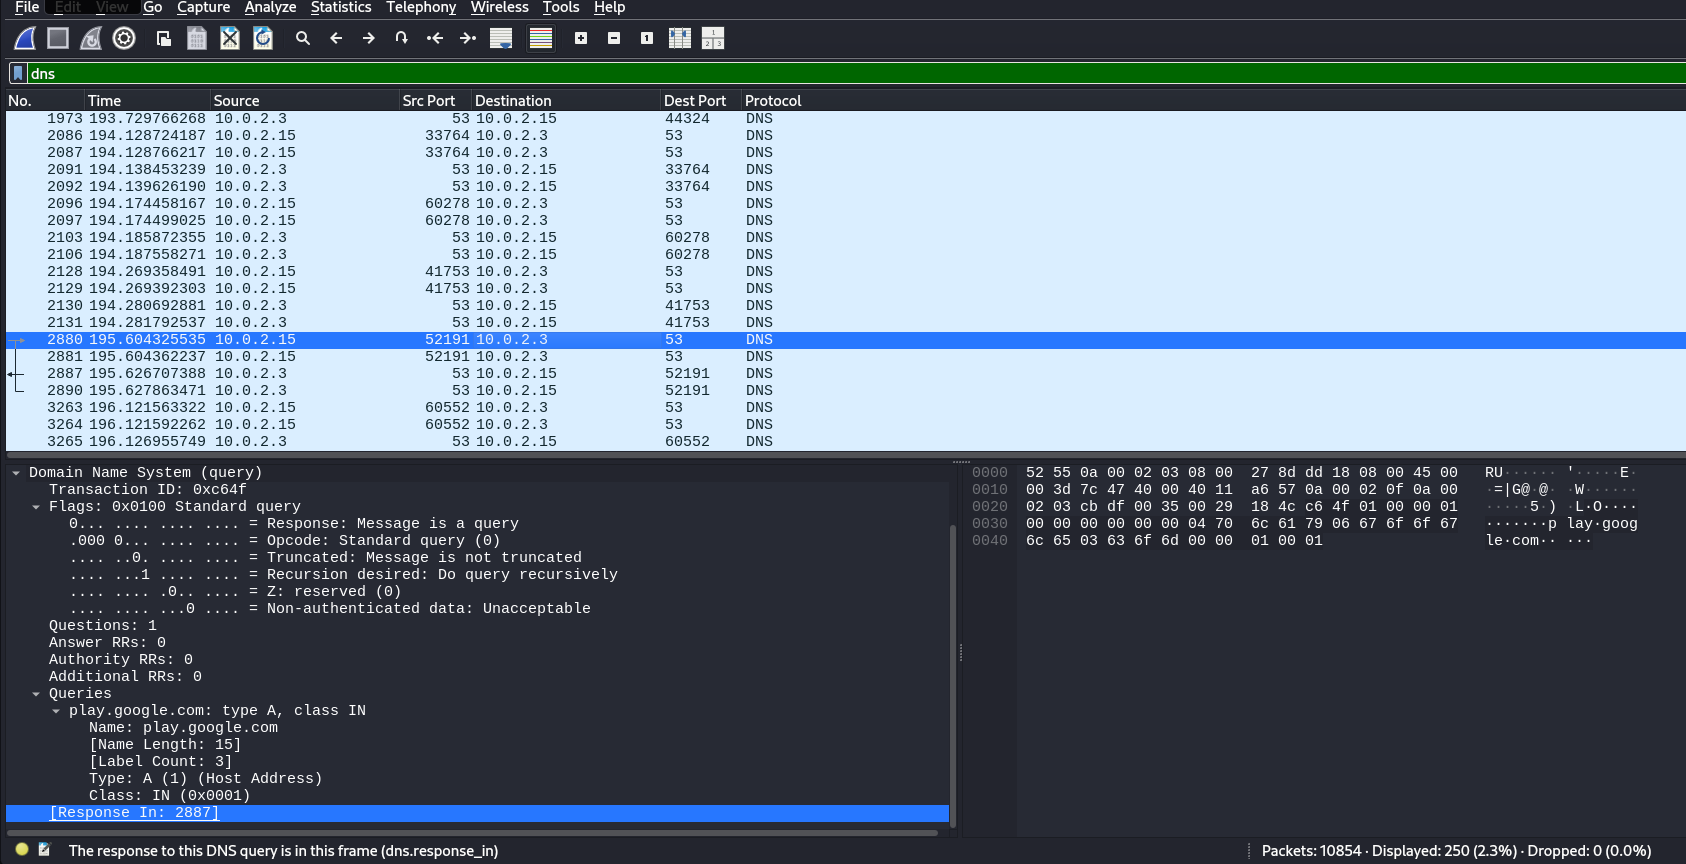 File Edit View Go Capture Analyze Statistics Telephony Wireless Tools Help
dns
No. Time Source Src Port Destination Dest Port Protocol
1973 193.729766268 10.0.2.3 53 10.0.2.15 44324 DNS
2086 194.128724187 10.0.2.15 33764 10.0.2.3 53 DNS
2087 194.128766217 10.0.2.15 33764 10.0.2.3 53 DNS
2091 194.138453239 10.0.2.3 53 10.0.2.15 33764 DNS
2092 194.139626190 10.0.2.3 53 10.0.2.15 33764 DNS
2096 194.174458167 10.0.2.15 60278 10.0.2.3 53 DNS
2097 194.174499025 10.0.2.15 60278 10.0.2.3 53 DNS
2103 194.185872355 10.0.2.3 53 10.0.2.15 60278 DNS
2106 194.187558271 10.0.2.3 53 10.0.2.15 60278 DNS
2128 194.269358491 10.0.2.15 41753 10.0.2.3 53 DNS
2129 194.269392303 10.0.2.15 41753 10.0.2.3 53 DNS
2130 194.280692881 10.0.2.3 53 10.0.2.15 41753 DNS
2131 194.281792537 10.0.2.3 53 10.0.2.15 41753 DNS
2880 195.604325535 10.0.2.15 52191 10.0.2.3 53 DNS
2881 195.604362237 10.0.2.15 52191 10.0.2.3 53 DNS
2887 195.626707388 10.0.2.3 53 10.0.2.15 52191 DNS
2890 195.627863471 10.0.2.3 53 10.0.2.15 52191 DNS
3263 196.121563322 10.0.2.15 60552 10.0.2.3 53 DNS
3264 196.121592262 10.0.2.15 60552 10.0.2.3 53 DNS
3265 196.126955749 10.0.2.3 53 10.0.2.15 60552 DNS
Domain Name System (query)
Transaction ID: 0xc64f
Flags: 0x0100 Standard query
0... .... .... .... = Response: Message is a query
.000 0... .... .... = Opcode: Standard query (0)
.... ..0. .... .... = Truncated: Message is not truncated
.... ...1 .... .... = Recursion desired: Do query recursively
.... .... .0.. .... = Z: reserved (0)
.... .... ...0 .... = Non-authenticated data: Unacceptable
Questions: 1
Answer RRs: 0
Authority RRs: 0
Additional RRs: 0
Queries
play.google.com: type A, class IN
Name: play.google.com
[Name Length: 15]
[Label Count: 3]
Type: A (1) (Host Address)
Class: IN (0x0001)
[Response In: 2887]
0000 52 55 0a 00 02 03 08 00 27 8d dd 18 08 00 45 00 RU······ '·····E·
0010 00 3d 7c 47 40 00 40 11 a6 57 0a 00 02 0f 0a 00 ·=|G@·@· ·W······
0020 02 03 cb df 00 35 00 29 18 4c c6 4f 01 00 00 01 ·····5·) ·L·O····
0030 00 00 00 00 00 00 04 70 6c 61 79 06 67 6f 6f 67 ·······p lay·goog
0040 6c 65 03 63 6f 6d 00 00 01 00 01 le·com·· ···
The response to this DNS query is in this frame (dns.response_in)
Packets: 10854 · Displayed: 250 (2.3%) · Dropped: 0 (0.0%)